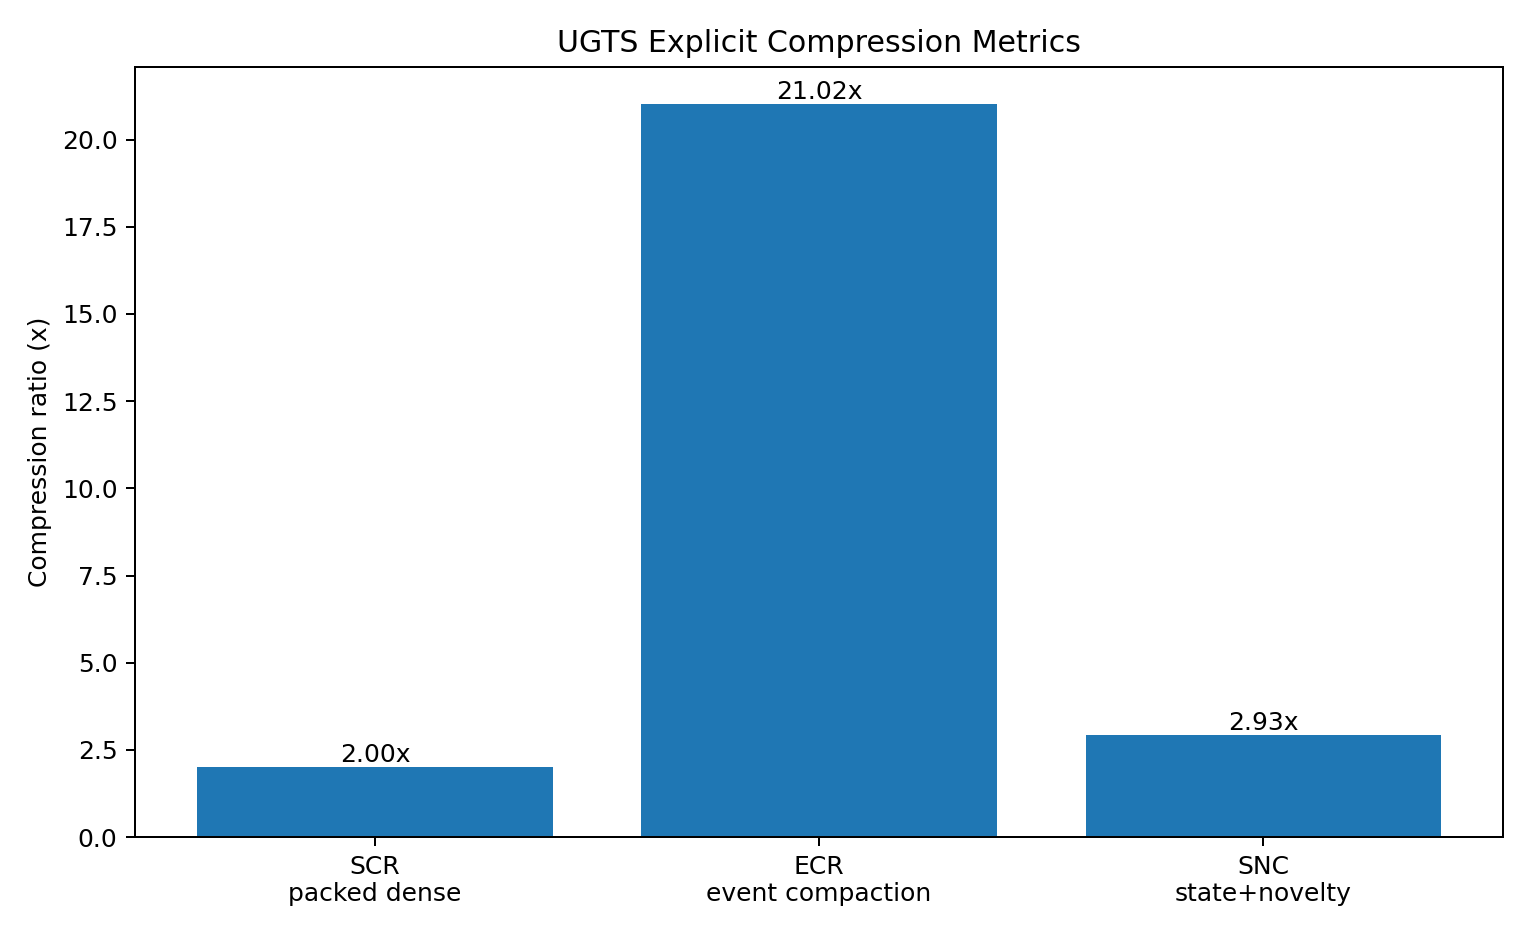 UGTS Explicit Compression Metrics
21.02x
20.0
17.5
15.0
12.5
10.0
7.5
5.0
2.5
0.0
Compression ratio (x)
2.00x
2.93x
SCR
packed dense
ECR
event compaction
SNC
state+novelty